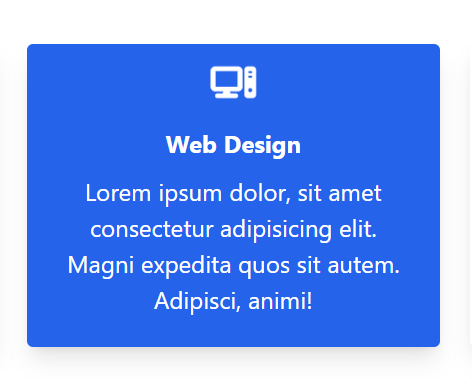 Web Design
Lorem ipsum dolor, sit amet
consectetur adipisicing elit.
Magni expedita quos sit autem.
Adipisci, animi!